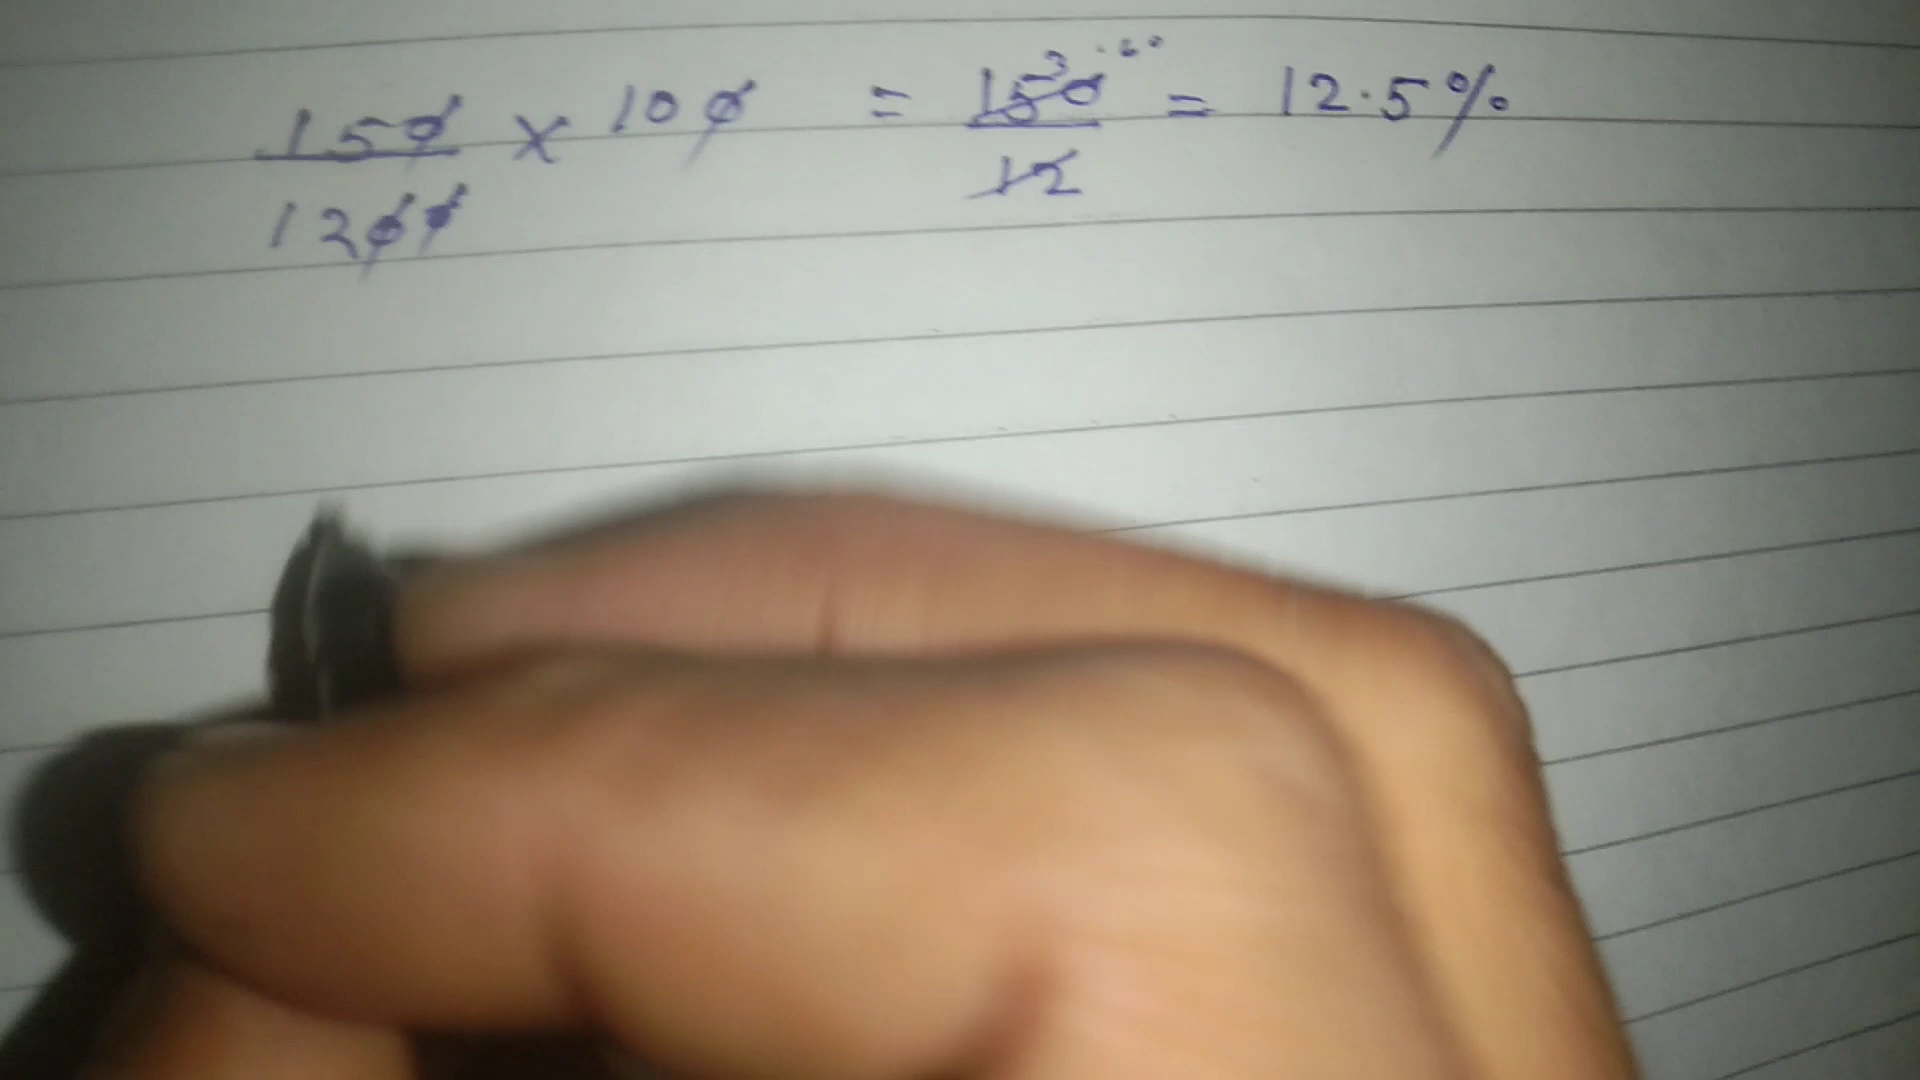 150/1200 x 100 = 150/12 = 12.5%